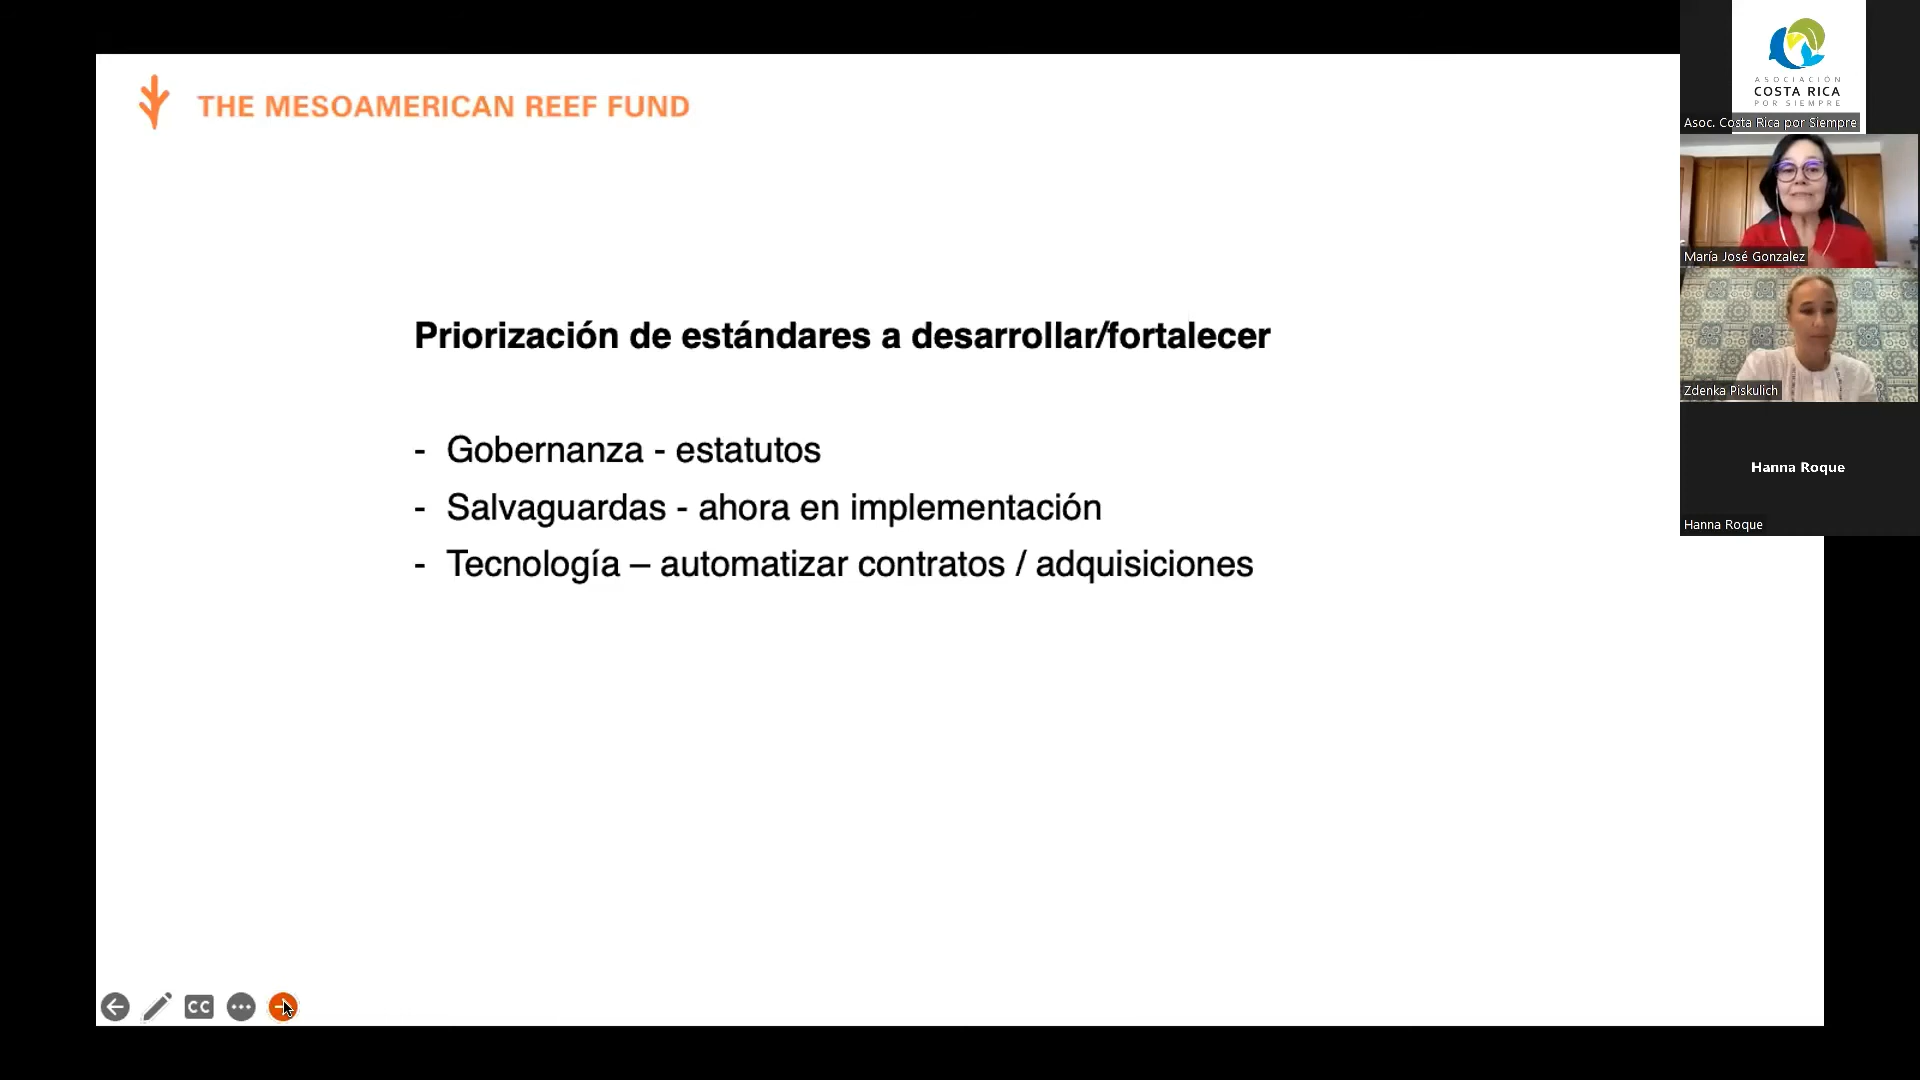 THE MESOAMERICAN REEF FUND
Priorización de estándares a desarrollar/fortalecer
- Gobernanza - estatutos
- Salvaguardas - ahora en implementación
- Tecnología – automatizar contratos / adquisiciones
CC
ASOCIACIÓN
COSTA RICA
POR SIEMPRE
Asoc. Costa Rica por Siempre
María José Gonzalez
Zdenka Piskulich
Hanna Roque
Hanna Roque